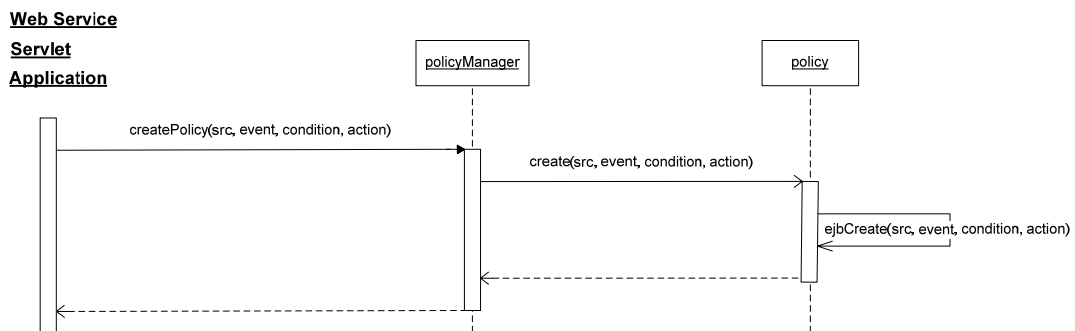 Web Service
Servlet
Application
policyManager
policy
createPolicy(src, event, condition, action)
create(src, event, condition, action)
ejbCreate(src, event, condition, action)